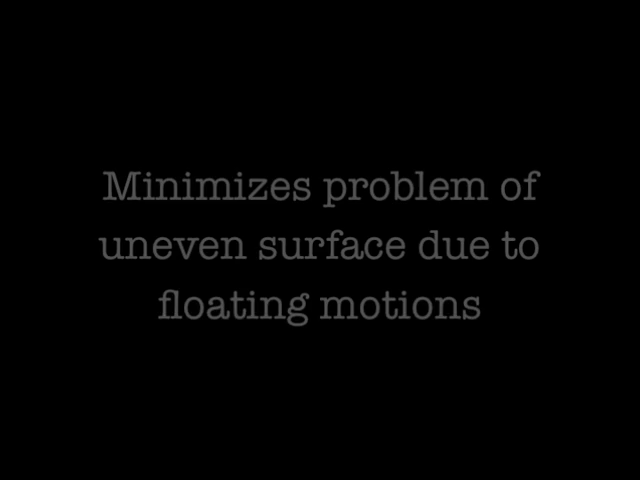 Minimizes problem of
uneven surface due to
floating motions